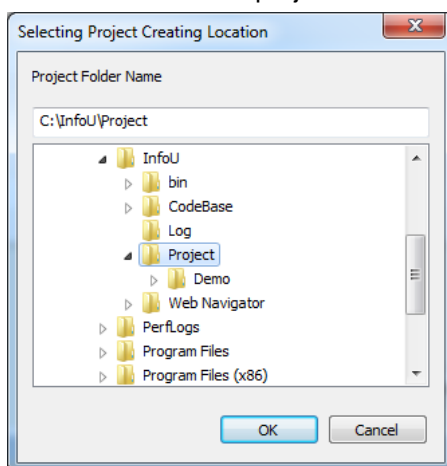 Selecting Project Creating Location
Project Folder Name
C:\InfoU\Project
InfoU
bin
CodeBase
Log
Project
Demo
Web Navigator
PerfLogs
Program Files
Program Files (x86)
OK Cancel